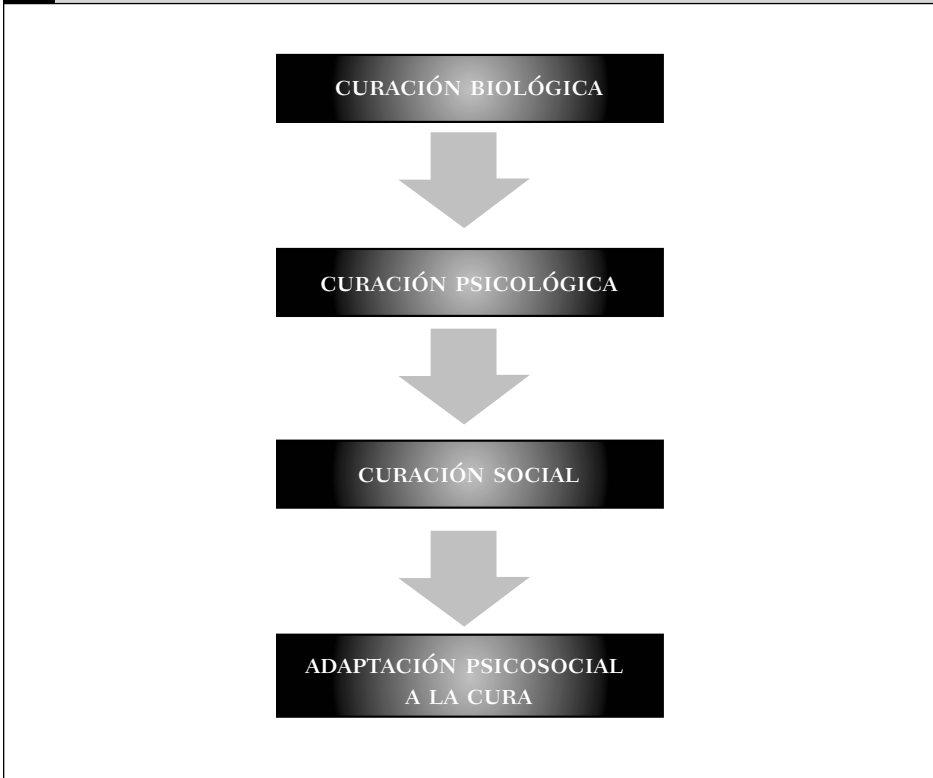 CURACIÓN BIOLÓGICA
CURACIÓN PSICOLÓGICA
CURACIÓN SOCIAL
ADAPTACIÓN PSICOSOCIAL
A LA CURA